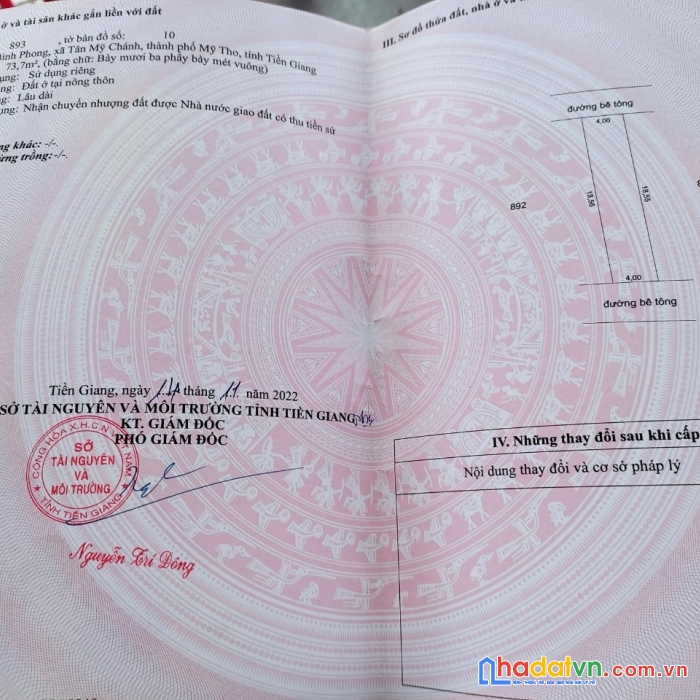 ở và tài sản khác gắn liền với đất
893 , tờ bản đồ số: 10
Bình Phong, xã Tân Mỹ Chánh, thành phố Mỹ Tho, tỉnh Tiền Giang
73,7m², (bằng chữ: Bảy mươi ba phẩy bảy mét vuông)
ụng: Sử dụng riêng
ng: Đất ở tại nông thôn
g: Lâu dài
ụng: Nhận chuyển nhượng đất được Nhà nước giao đất có thu tiền sử
ng khác: -/-.
ừng trồng:-/-.
Tiền Giang, ngày tháng 11 năm 2022
SỞ TÀI NGUYÊN VÀ MÔI TRƯỜNG TỈNH TIỀN GIANG
KT. GIÁM ĐỐC
PHÓ GIÁM ĐỐC
CỘNG HÒA X.H.C.N VIỆT NAM
SỞ
TÀI NGUYÊN
VÀ
MÔI TRƯỜNG
TỈNH TIỀN GIANG
Nguyễn Trí Đông
III. Sơ đồ thửa đất, nhà ở và
đường bê tông
4,00
18,56
18,55
892
4,00
đường bê tông
IV. Những thay đổi sau khi cấp
Nội dung thay đổi và cơ sở pháp lý
nhadatvn.com.vn